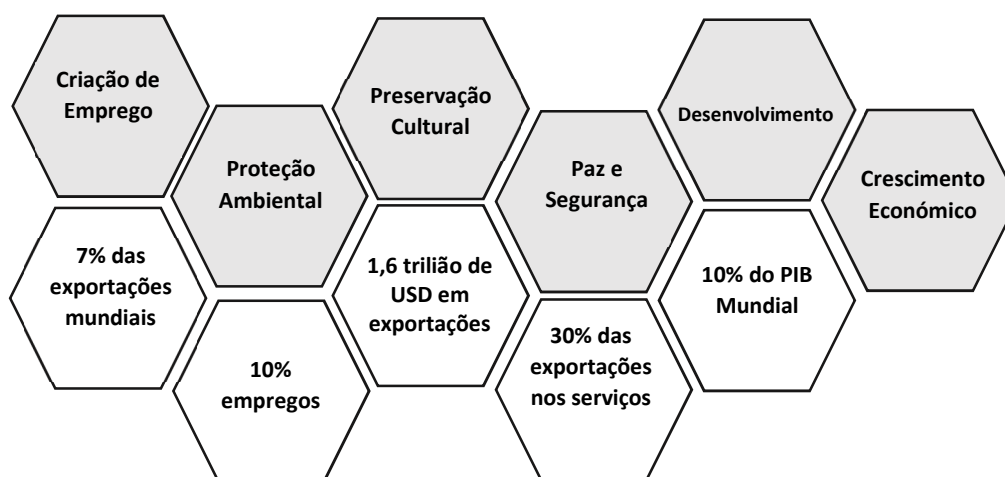 Criação de
Emprego
Proteção
Ambiental
Preservação
Cultural
Paz e
Segurança
Desenvolvimento
Crescimento
Económico
7% das
exportações
mundiais
10%
empregos
1,6 trilião de
USD em
exportações
30% das
exportações
nos serviços
10% do PIB
Mundial